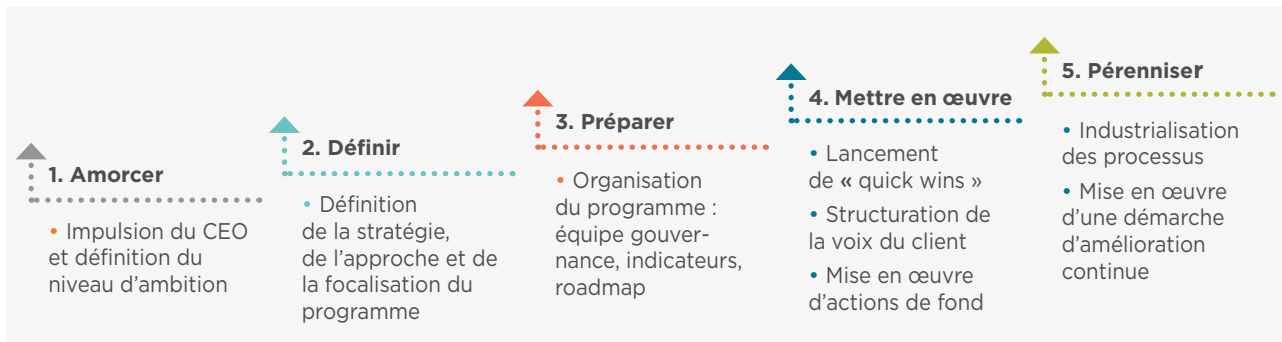 1. Amorcer
• Impulsion du CEO
et définition du
niveau d’ambition
2. Définir
• Définition
de la stratégie,
de l’approche et de
la focalisation du
programme
3. Préparer
• Organisation
du programme :
équipe gouver-
nance, indicateurs,
roadmap
4. Mettre en œuvre
• Lancement
de « quick wins »
• Structuration de
la voix du client
• Mise en œuvre
d’actions de fond
5. Pérenniser
• Industrialisation
des processus
• Mise en œuvre
d’une démarche
d’amélioration
continue